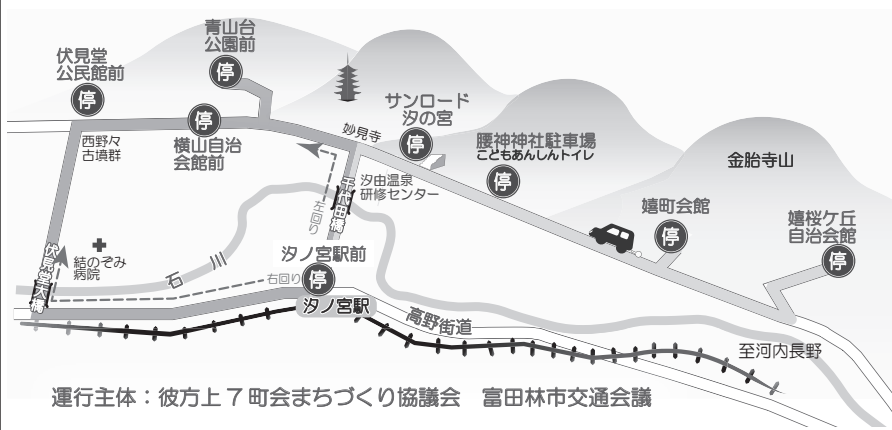 青山台
公園前
停
伏見堂
公民館前
停
停
横山自治
会館前
西野々
古墳群
妙見寺
サンロード
汐の宮
停
腰神神社駐車場
こどもあんしんトイレ
停
金胎寺山
汐由温泉
研修センター
千代田橋
左回り
嬉町会館
停
嬉桜ケ丘
自治会館
停
伏見堂大橋
結のぞみ
病院
石川
汐ノ宮駅前
右回り
停
汐ノ宮駅
高野街道
至河内長野
運行主体：彼方上７町会まちづくり協議会　富田林市交通会議